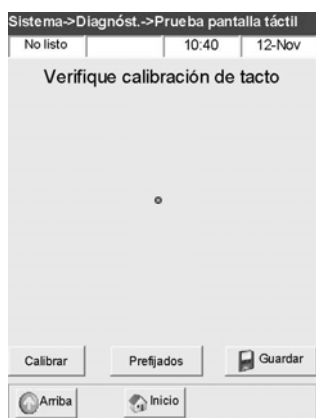 Sistema->Diagnóst.->Prueba pantalla táctil
No listo 10:40 12-Nov
Verifique calibración de tacto
Calibrar Prefijados Guardar
Arriba Inicio